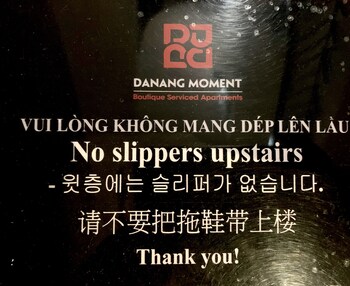 DANANG MOMENT
Boutique Serviced Apartments
VUI LÒNG KHÔNG MANG DÉP LÊN LẦU
No slippers upstairs
- 윗층에는 슬리퍼가 없습니다.
请不要把拖鞋带上楼
Thank you!